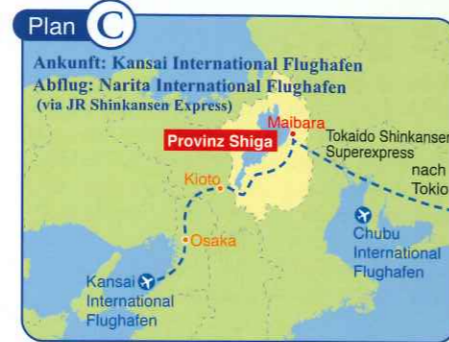 Plan C
Ankunft: Kansai International Flughafen
Abflug: Narita International Flughafen
(via JR Shinkansen Express)
Maibara
Provinz Shiga
Tokaido Shinkansen
Superexpress
nach
Tokio
Kioto
Osaka
Chubu
International
Flughafen
Kansai
International
Flughafen